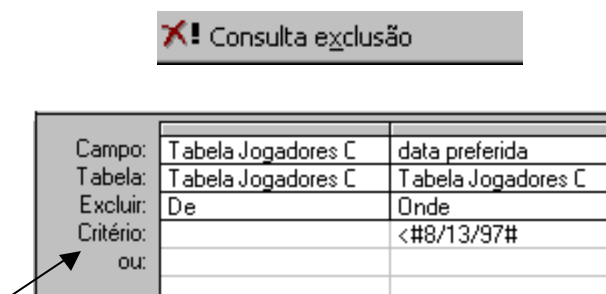 Consulta exclusão
Campo: Tabela Jogadores C data preferida
Tabela: Tabela Jogadores C Tabela Jogadores C
Excluir: De Onde
Critério: <#8/13/97#
ou: